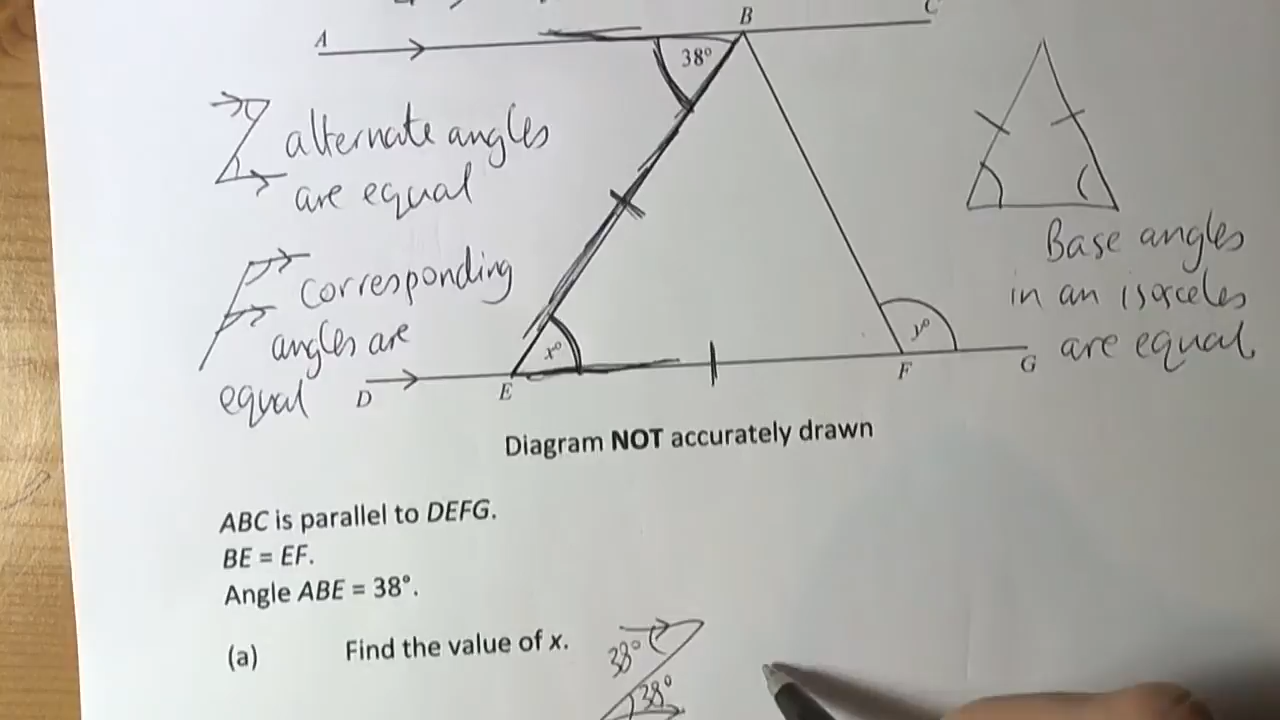 B
C
A
38°
alternate angles
are equal
Base angles
in an isosceles
are equal
corresponding
angles are
equal
x°
y°
D
E
F
G
Diagram NOT accurately drawn
ABC is parallel to DEFG.
BE = EF.
Angle ABE = 38°.
(a) Find the value of x.
38°
38°